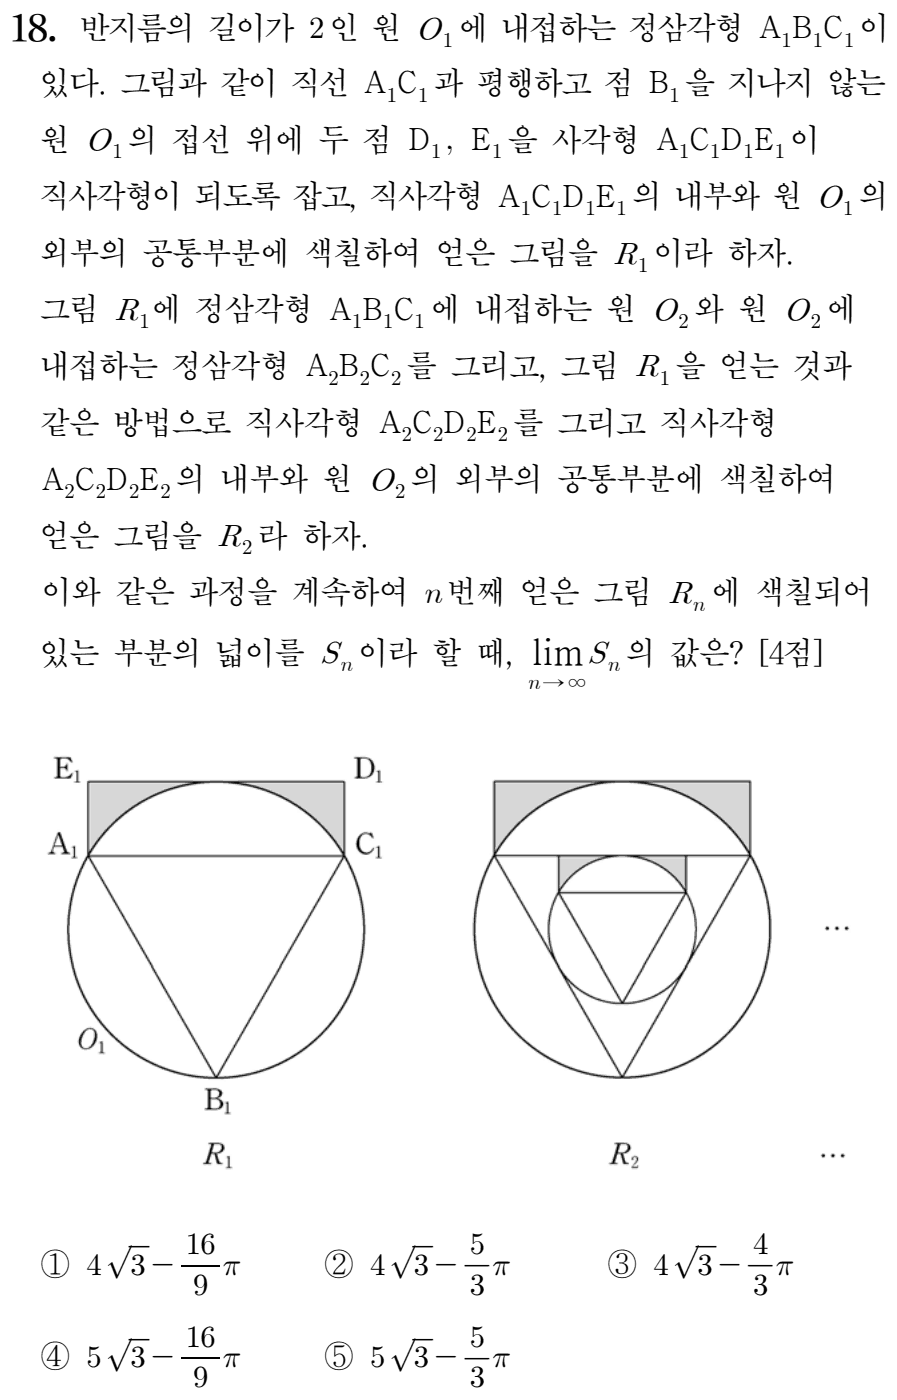 18. 반지름의 길이가 2인 원 O₁에 내접하는 정삼각형 A₁B₁C₁이
있다. 그림과 같이 직선 A₁C₁과 평행하고 점 B₁을 지나지 않는
원 O₁의 접선 위에 두 점 D₁, E₁을 사각형 A₁C₁D₁E₁이
직사각형이 되도록 잡고, 직사각형 A₁C₁D₁E₁의 내부와 원 O₁의
외부의 공통부분에 색칠하여 얻은 그림을 R₁이라 하자.
그림 R₁에 정삼각형 A₁B₁C₁에 내접하는 원 O₂와 원 O₂에
내접하는 정삼각형 A₂B₂C₂를 그리고, 그림 R₁을 얻는 것과
같은 방법으로 직사각형 A₂C₂D₂E₂를 그리고 직사각형
A₂C₂D₂E₂의 내부와 원 O₂의 외부의 공통부분에 색칠하여
얻은 그림을 R₂라 하자.
이와 같은 과정을 계속하여 n번째 얻은 그림 Rₙ에 색칠되어
있는 부분의 넓이를 Sₙ이라 할 때, lim n→∞ Sₙ의 값은? [4점]
E₁ D₁
A₁ C₁
...
O₁
B₁
R₁ R₂ ...
① 4√3 − 16/9 π ② 4√3 − 5/3 π ③ 4√3 − 4/3 π
④ 5√3 − 16/9 π ⑤ 5√3 − 5/3 π